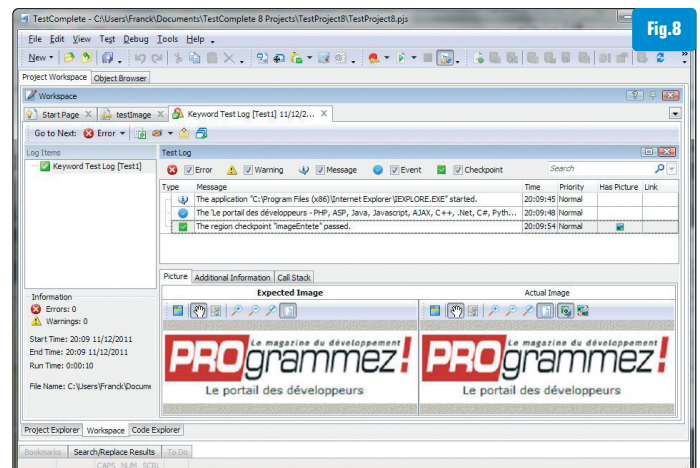 TestComplete - C:\Users\Franck\Documents\TestComplete 8 Projects\TestProject8\TestProject8.pjs
Fig.8
File Edit View Test Debug Tools Help
New
Project Workspace Object Browser
Workspace
Start Page testImage Keyword Test Log [Test1] 11/12/2...
Go to Next: Error
Log Items
Keyword Test Log [Test1]
Test Log
Error Warning Message Event Checkpoint Search
Type Message Time Priority Has Picture Link
The application "C:\Program Files (x86)\Internet Explorer\IEXPLORE.EXE" started. 20:09:45 Normal
The 'Le portail des développeurs - PHP, ASP, Java, Javascript, AJAX, C++, .Net, C#, Pyth... 20:09:48 Normal
The region checkpoint "imageEntete" passed. 20:09:54 Normal
Picture Additional Information Call Stack
Expected Image Actual Image
Le magazine du développement
PROgrammez!
Le portail des développeurs
Le magazine du développement
PROgrammez!
Le portail des développeurs
Information
Errors: 0
Warnings: 0
Start Time: 20:09 11/12/2011
End Time: 20:09 11/12/2011
Run Time: 0:00:10
File Name: C:\Users\Franck\Docume
Project Explorer Workspace Code Explorer
Bookmarks Search/Replace Results To Do
CAPS NUM SCRL